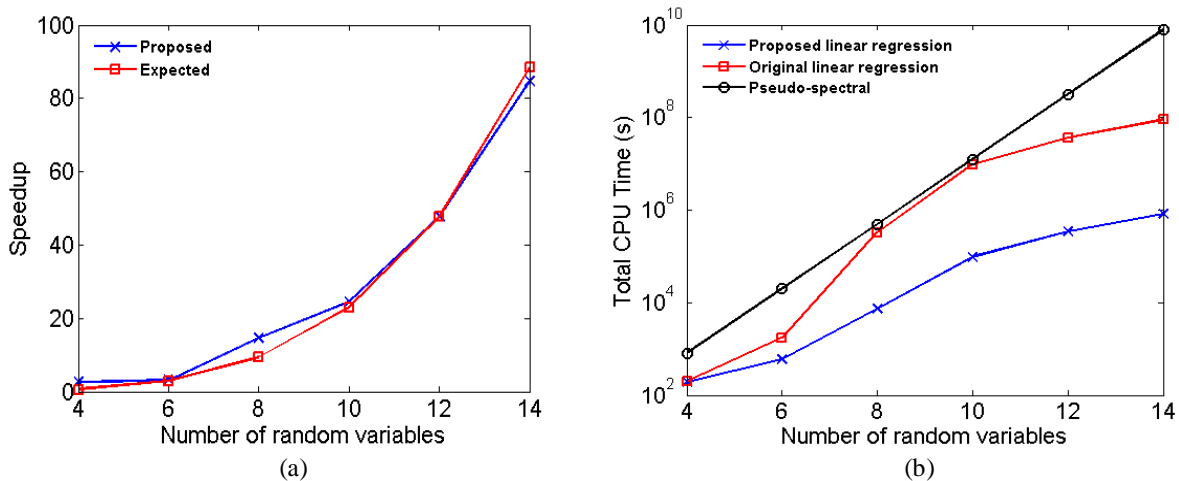 100
80
60
40
20
0
Speedup
Proposed
Expected
4 6 8 10 12 14
Number of random variables
(a)
10^10
10^8
10^6
10^4
10^2
Total CPU Time (s)
Proposed linear regression
Original linear regression
Pseudo-spectral
4 6 8 10 12 14
Number of random variables
(b)